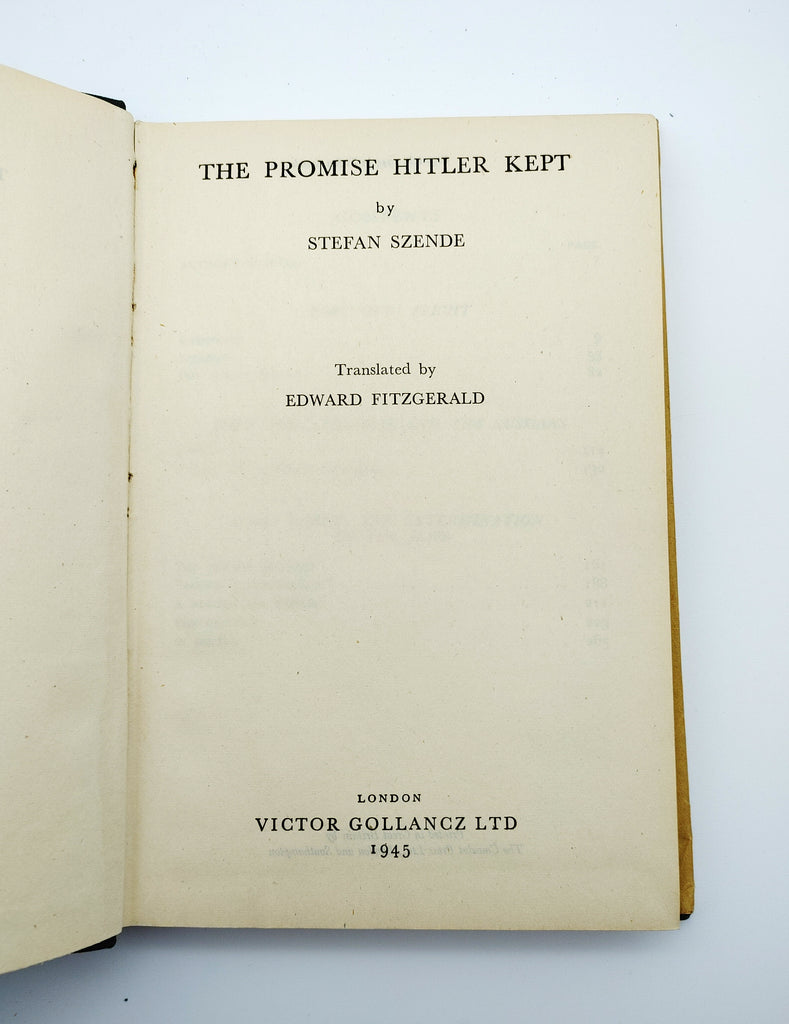 THE PROMISE HITLER KEPT
by
STEFAN SZENDE
Translated by
EDWARD FITZGERALD
LONDON
VICTOR GOLLANCZ LTD
1945